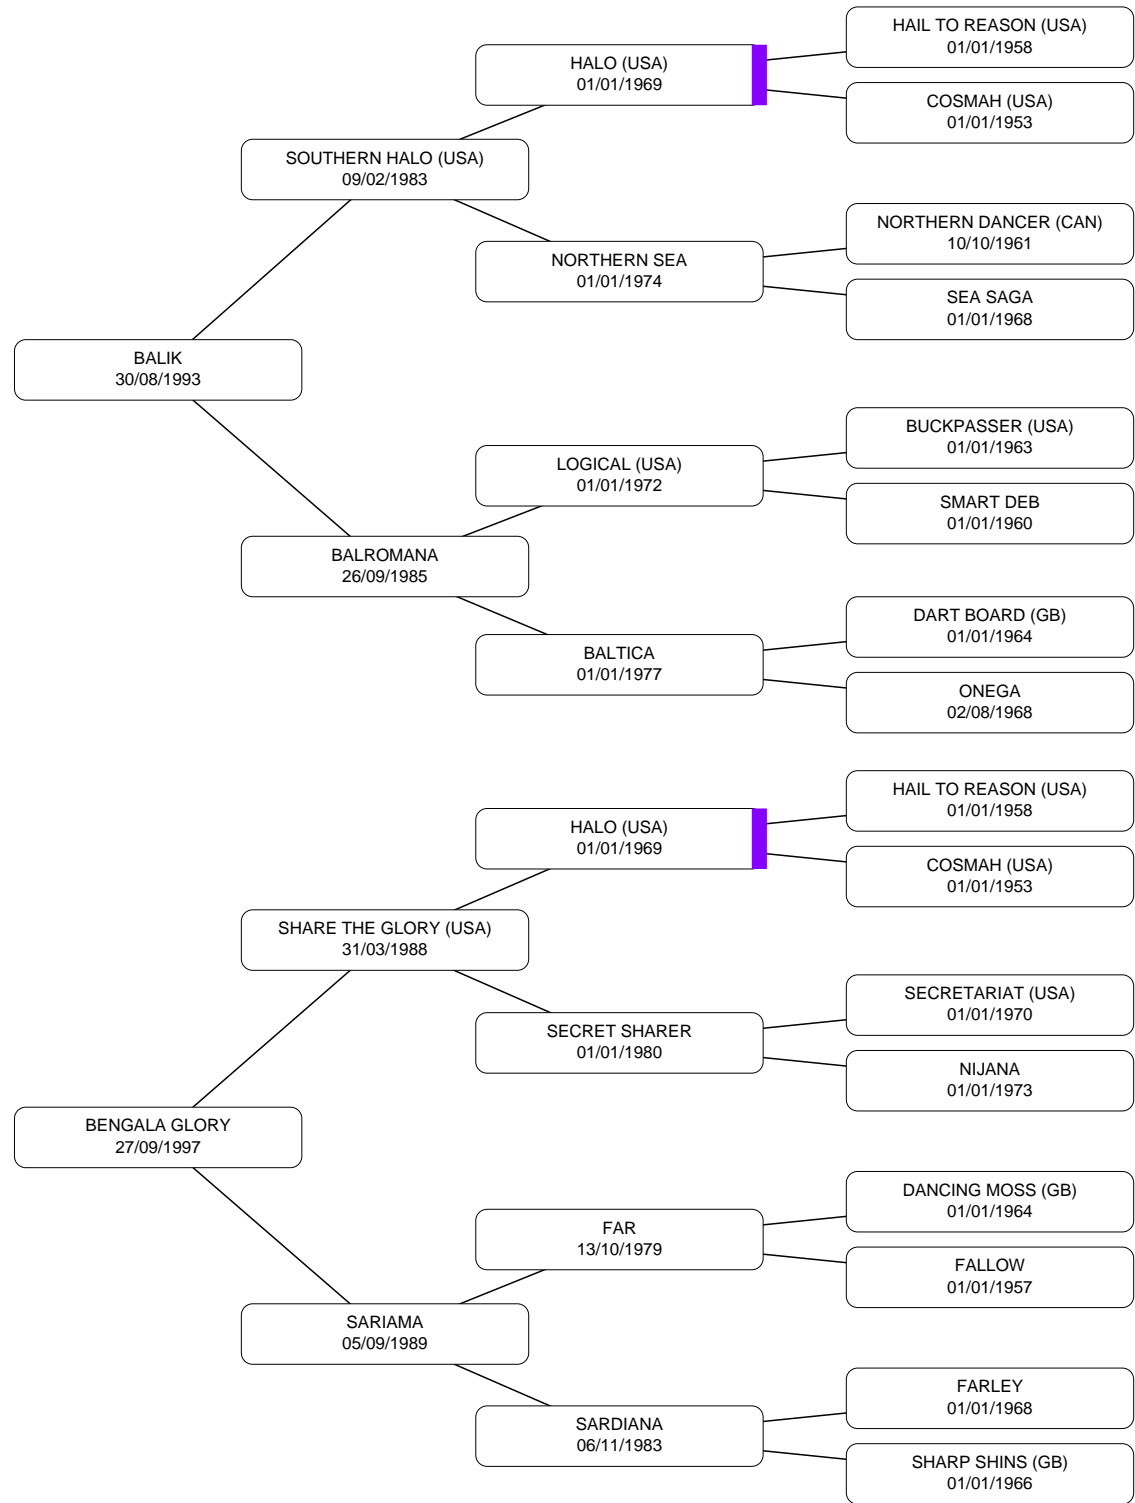 HAIL TO REASON (USA)
01/01/1958
HALO (USA)
01/01/1969
COSMAH (USA)
01/01/1953
SOUTHERN HALO (USA)
09/02/1983
NORTHERN DANCER (CAN)
10/10/1961
NORTHERN SEA
01/01/1974
SEA SAGA
01/01/1968
BALIK
30/08/1993
BUCKPASSER (USA)
01/01/1963
LOGICAL (USA)
01/01/1972
SMART DEB
01/01/1960
BALROMANA
26/09/1985
DART BOARD (GB)
01/01/1964
BALTICA
01/01/1977
ONEGA
02/08/1968
HAIL TO REASON (USA)
01/01/1958
HALO (USA)
01/01/1969
COSMAH (USA)
01/01/1953
SHARE THE GLORY (USA)
31/03/1988
SECRETARIAT (USA)
01/01/1970
SECRET SHARER
01/01/1980
NIJANA
01/01/1973
BENGALA GLORY
27/09/1997
DANCING MOSS (GB)
01/01/1964
FAR
13/10/1979
FALLOW
01/01/1957
SARIAMA
05/09/1989
FARLEY
01/01/1968
SARDIANA
06/11/1983
SHARP SHINS (GB)
01/01/1966